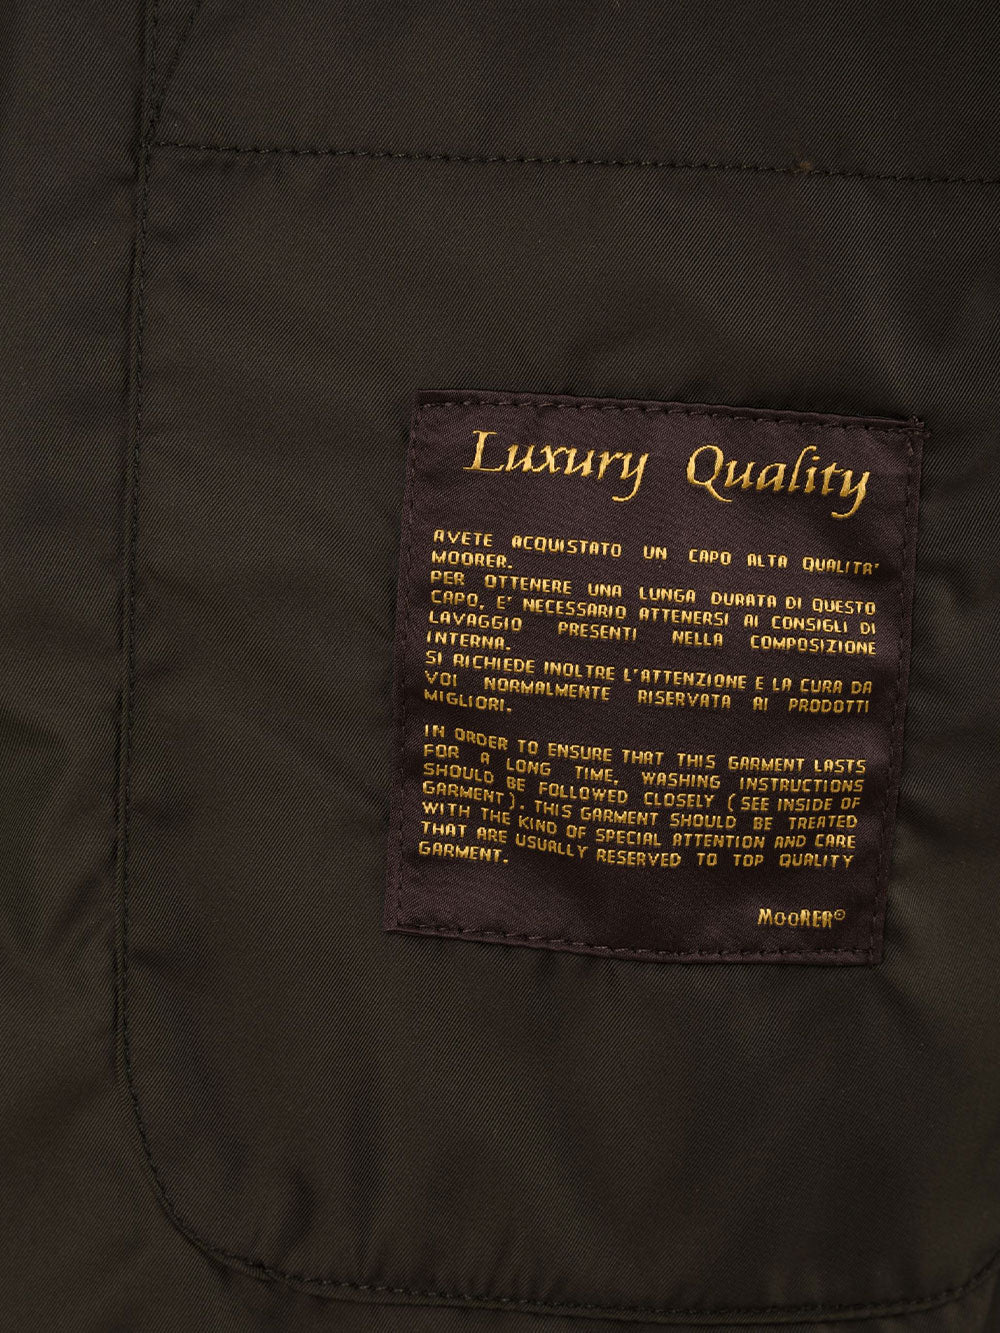 Luxury Quality
AVETE ACQUISTATO UN CAPO ALTA QUALITA'
MOORER.
PER OTTENERE UNA LUNGA DURATA DI QUESTO
CAPO, E' NECESSARIO ATTENERSI AI CONSIGLI DI
LAVAGGIO PRESENTI NELLA COMPOSIZIONE
INTERNA.
SI RICHIEDE INOLTRE L'ATTENZIONE E LA CURA DA
VOI NORMALMENTE RISERVATA AI PRODOTTI
MIGLIORI.
IN ORDER TO ENSURE THAT THIS GARMENT LASTS
FOR A LONG TIME, WASHING INSTRUCTIONS
SHOULD BE FOLLOWED CLOSELY (SEE INSIDE OF
GARMENT). THIS GARMENT SHOULD BE TREATED
WITH THE KIND OF SPECIAL ATTENTION AND CARE
THAT ARE USUALLY RESERVED TO TOP QUALITY
GARMENT.
MOORER®